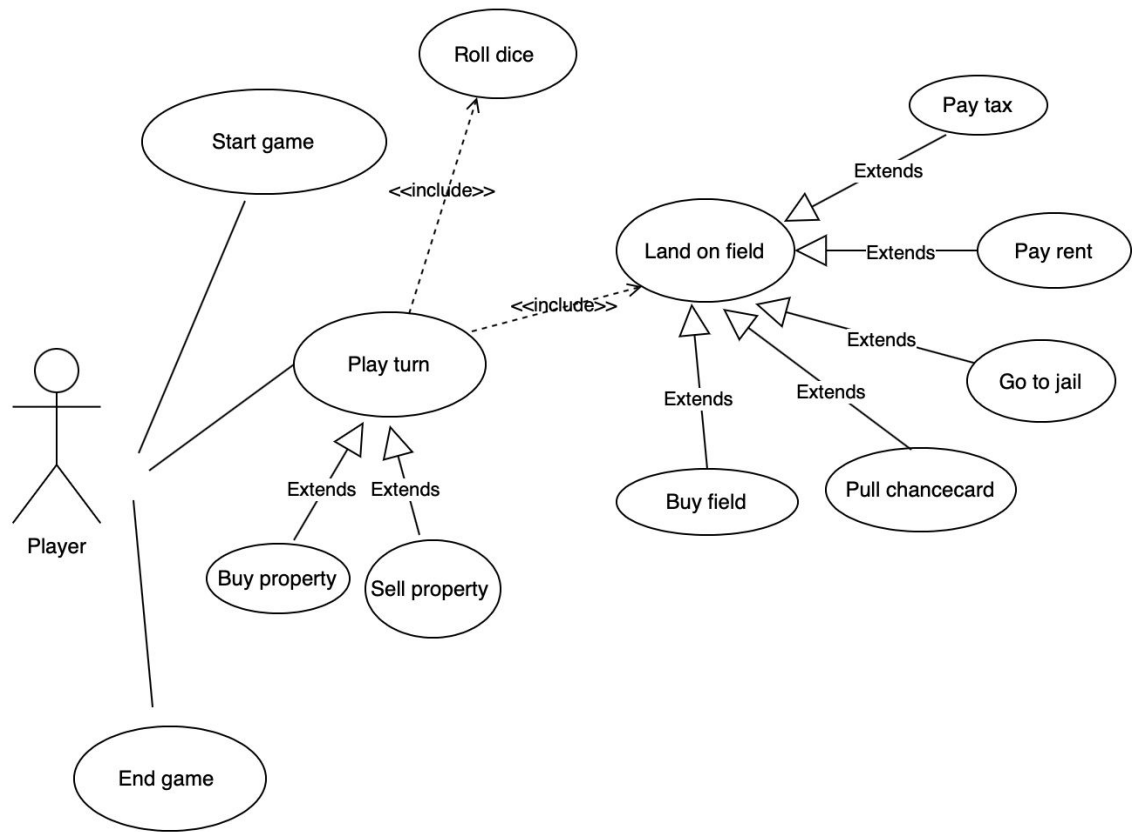 Roll dice
Pay tax
Start game
Extends
<<include>>
Land on field
Extends
Pay rent
<<include>>
Extends
Play turn
Go to jail
Extends
Extends
Pull chancecard
Extends
Extends
Buy field
Player
Buy property
Sell property
End game